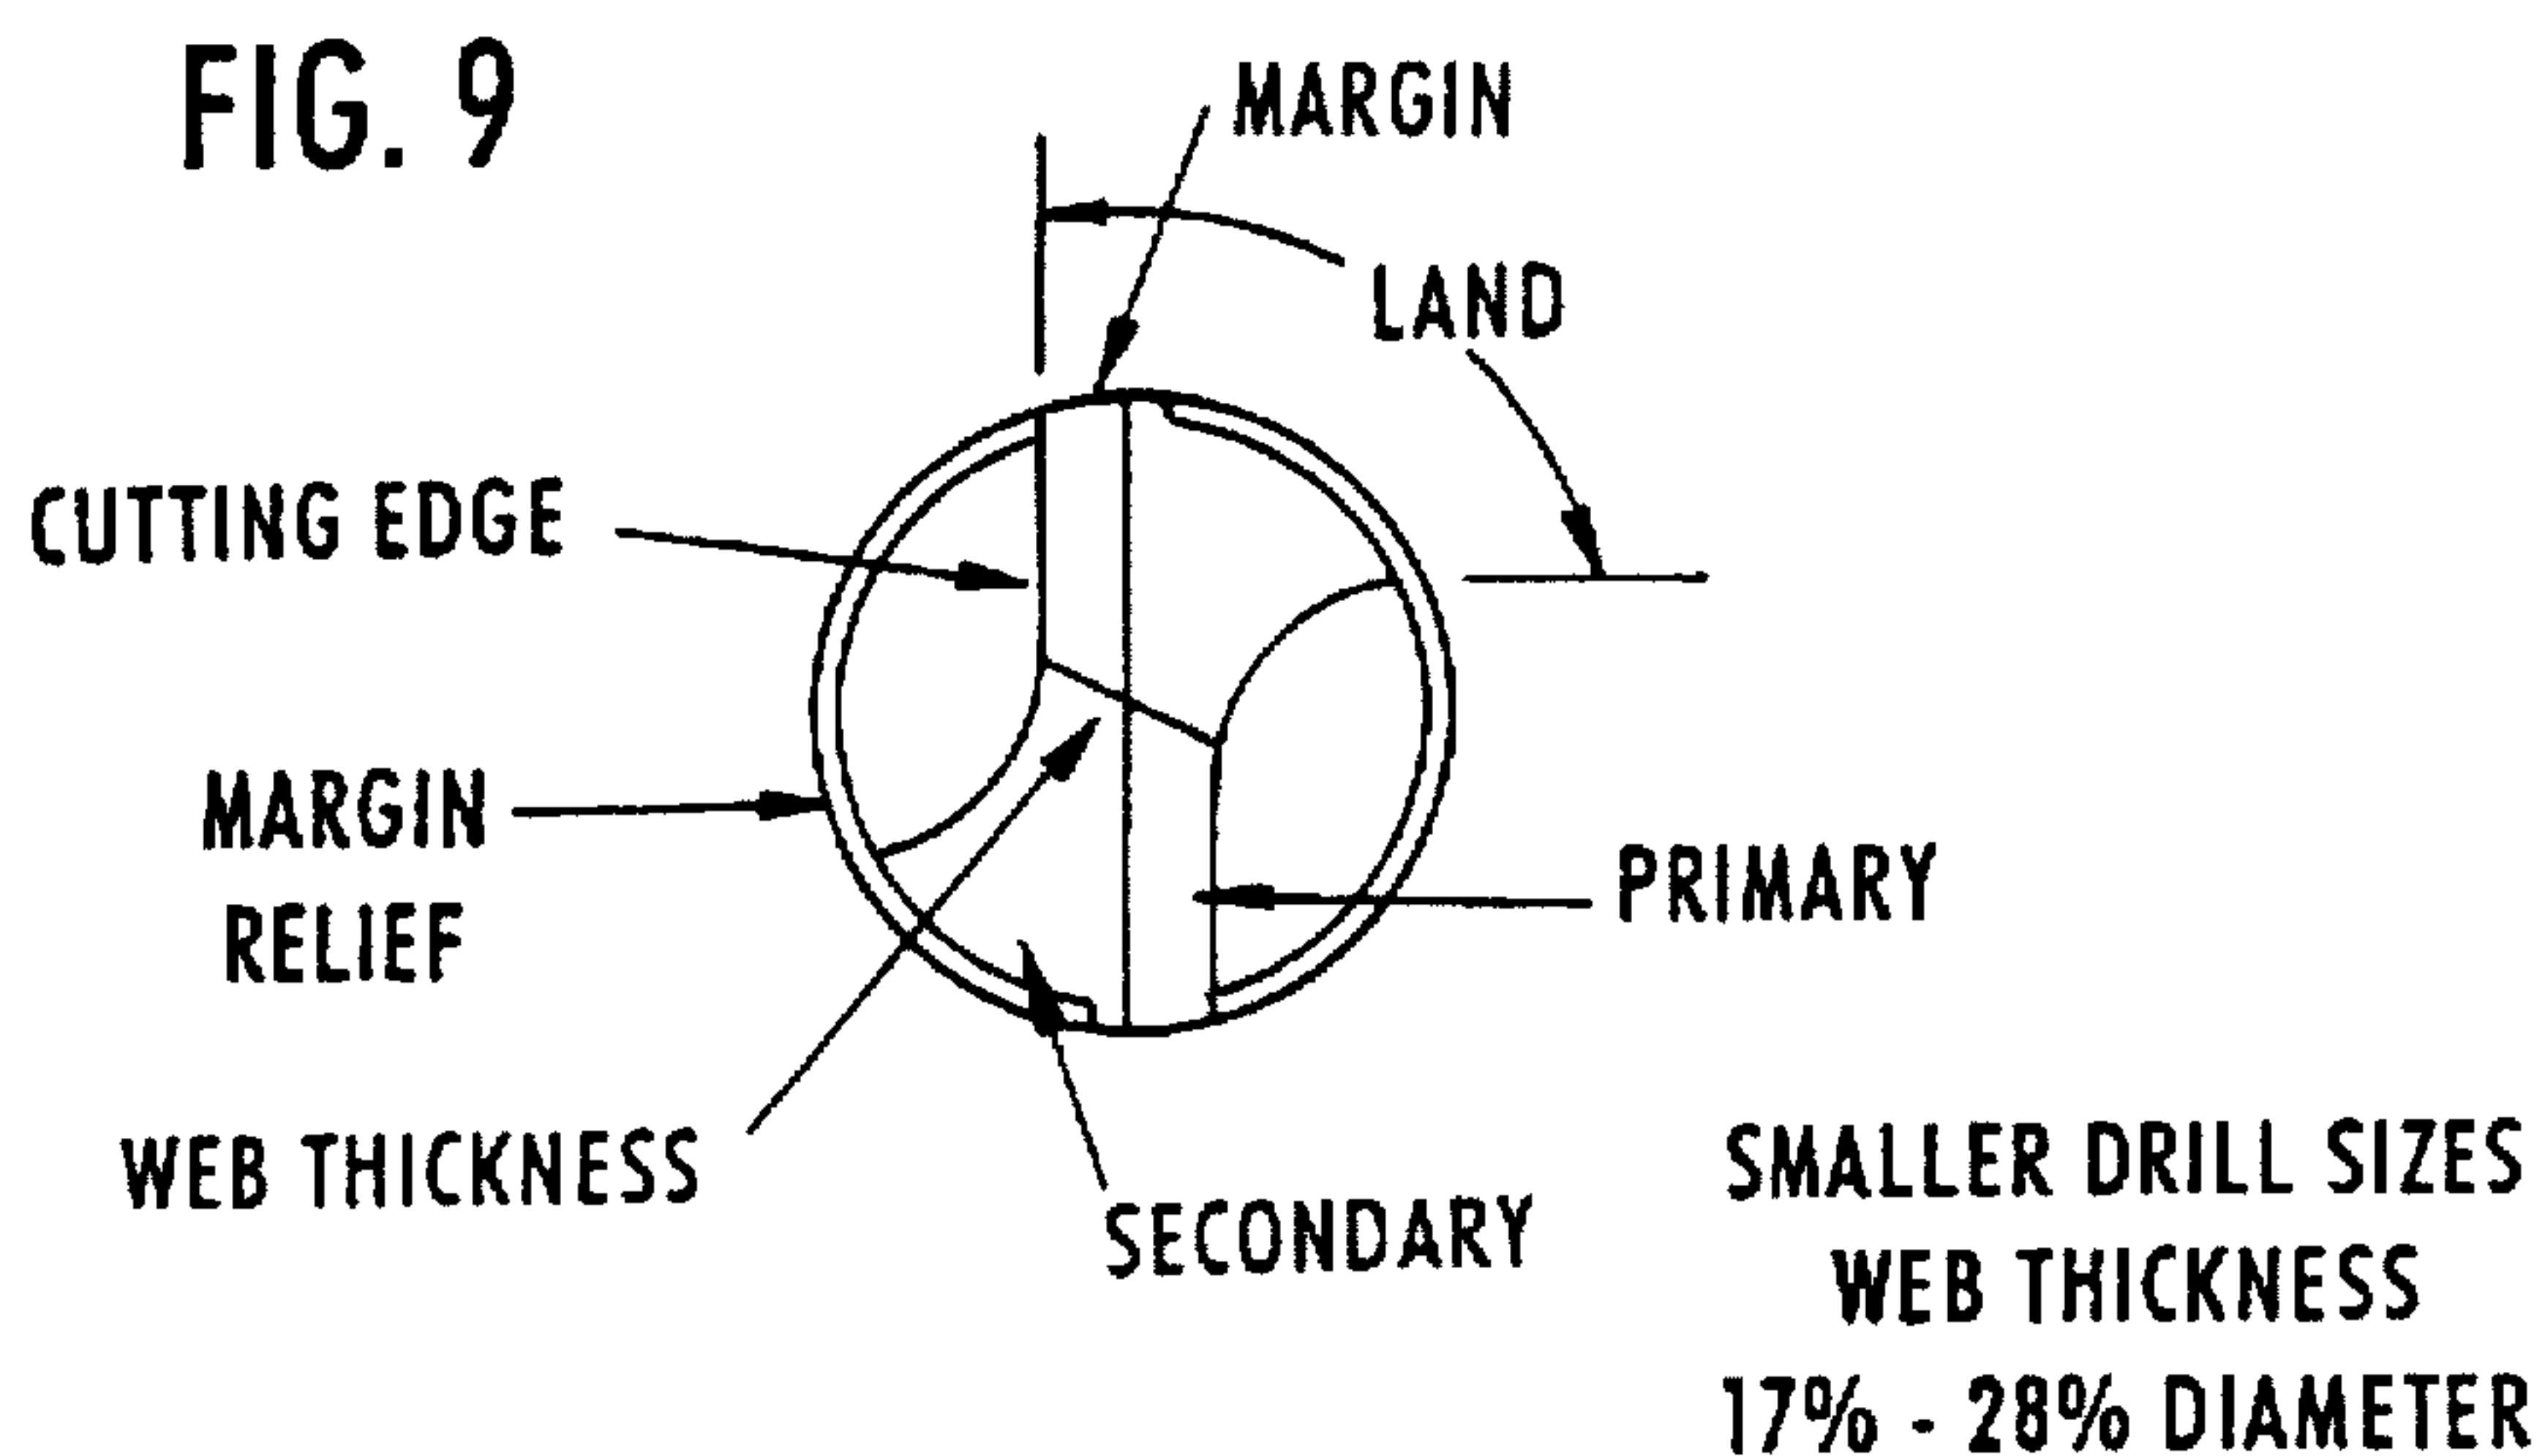 FIG. 9
MARGIN
LAND
CUTTING EDGE
MARGIN
RELIEF
PRIMARY
WEB THICKNESS
SECONDARY
SMALLER DRILL SIZES
WEB THICKNESS
17% - 28% DIAMETER